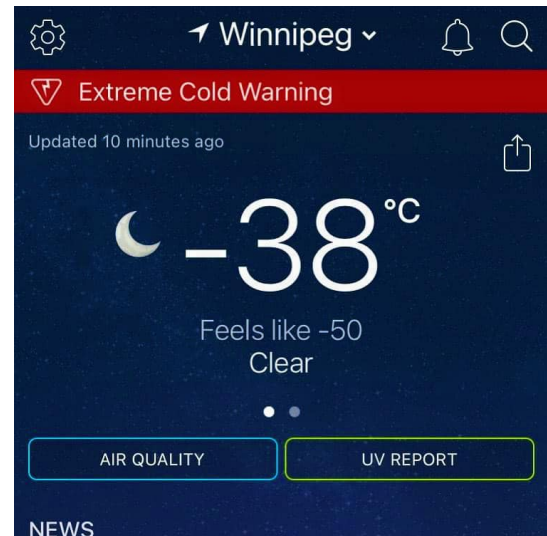 Winnipeg
Extreme Cold Warning
Updated 10 minutes ago
-38°C
Feels like -50
Clear
AIR QUALITY
UV REPORT
NEWS